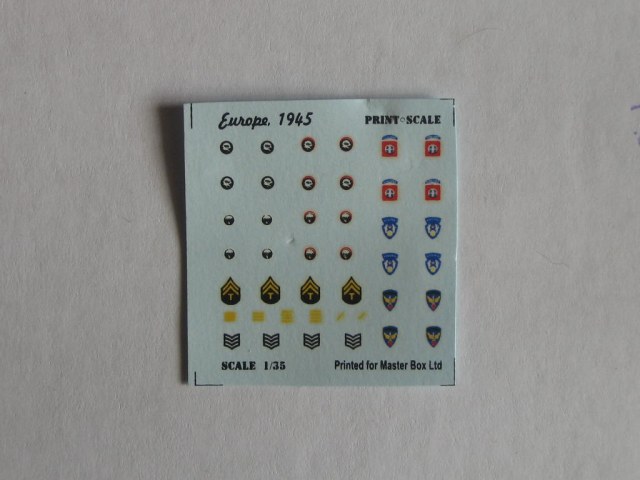 Europe, 1945
PRINT SCALE
T T T T
SCALE 1/35
Printed for Master Box Ltd